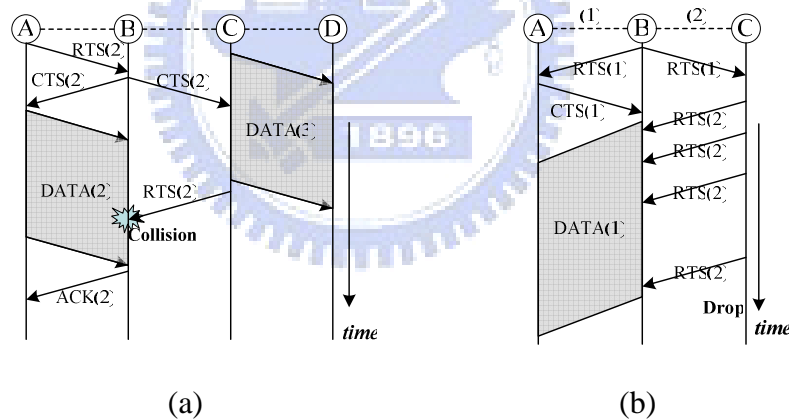 A B C D
RTS(2)
CTS(2) CTS(2)
DATA(3)
DATA(2)
RTS(2)
Collision
ACK(2)
time
(a)
(1) (2)
A B C
RTS(1) RTS(1)
CTS(1)
RTS(2)
RTS(2)
RTS(2)
DATA(1)
RTS(2)
Drop
time
(b)
1896